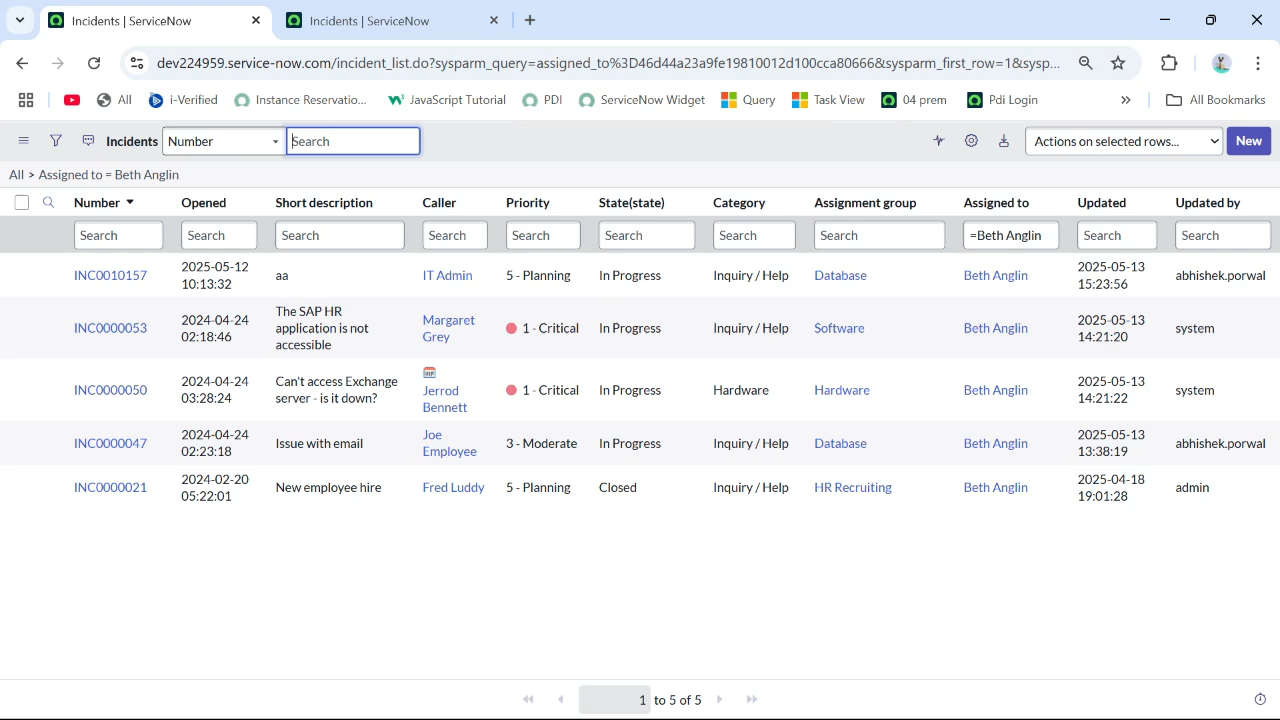 Incidents | ServiceNow
Incidents | ServiceNow
dev224959.service-now.com/incident_list.do?sysparm_query=assigned_to%3D46d44a23a9fe19810012d100cca80666&sysparm_first_row=1&sysp...
All
i-Verified
Instance Reservatio...
JavaScript Tutorial
PDI
ServiceNow Widget
Query
Task View
04 prem
Pdi Login
»
All Bookmarks
Incidents
Number
Search
Actions on selected rows...
New
All > Assigned to = Beth Anglin
Number Opened Short description Caller Priority State(state) Category Assignment group Assigned to Updated Updated by
Search Search Search Search Search Search Search Search =Beth Anglin Search Search
INC0010157 2025-05-12 10:13:32 aa IT Admin 5 - Planning In Progress Inquiry / Help Database Beth Anglin 2025-05-13 15:23:56 abhishek.porwal
INC0000053 2024-04-24 02:18:46 The SAP HR application is not accessible Margaret Grey 1 - Critical In Progress Inquiry / Help Software Beth Anglin 2025-05-13 14:21:20 system
INC0000050 2024-04-24 03:28:24 Can't access Exchange server - is it down? VIP Jerrod Bennett 1 - Critical In Progress Hardware Hardware Beth Anglin 2025-05-13 14:21:22 system
INC0000047 2024-04-24 02:23:18 Issue with email Joe Employee 3 - Moderate In Progress Inquiry / Help Database Beth Anglin 2025-05-13 13:38:19 abhishek.porwal
INC0000021 2024-02-20 05:22:01 New employee hire Fred Luddy 5 - Planning Closed Inquiry / Help HR Recruiting Beth Anglin 2025-04-18 19:01:28 admin
1 to 5 of 5